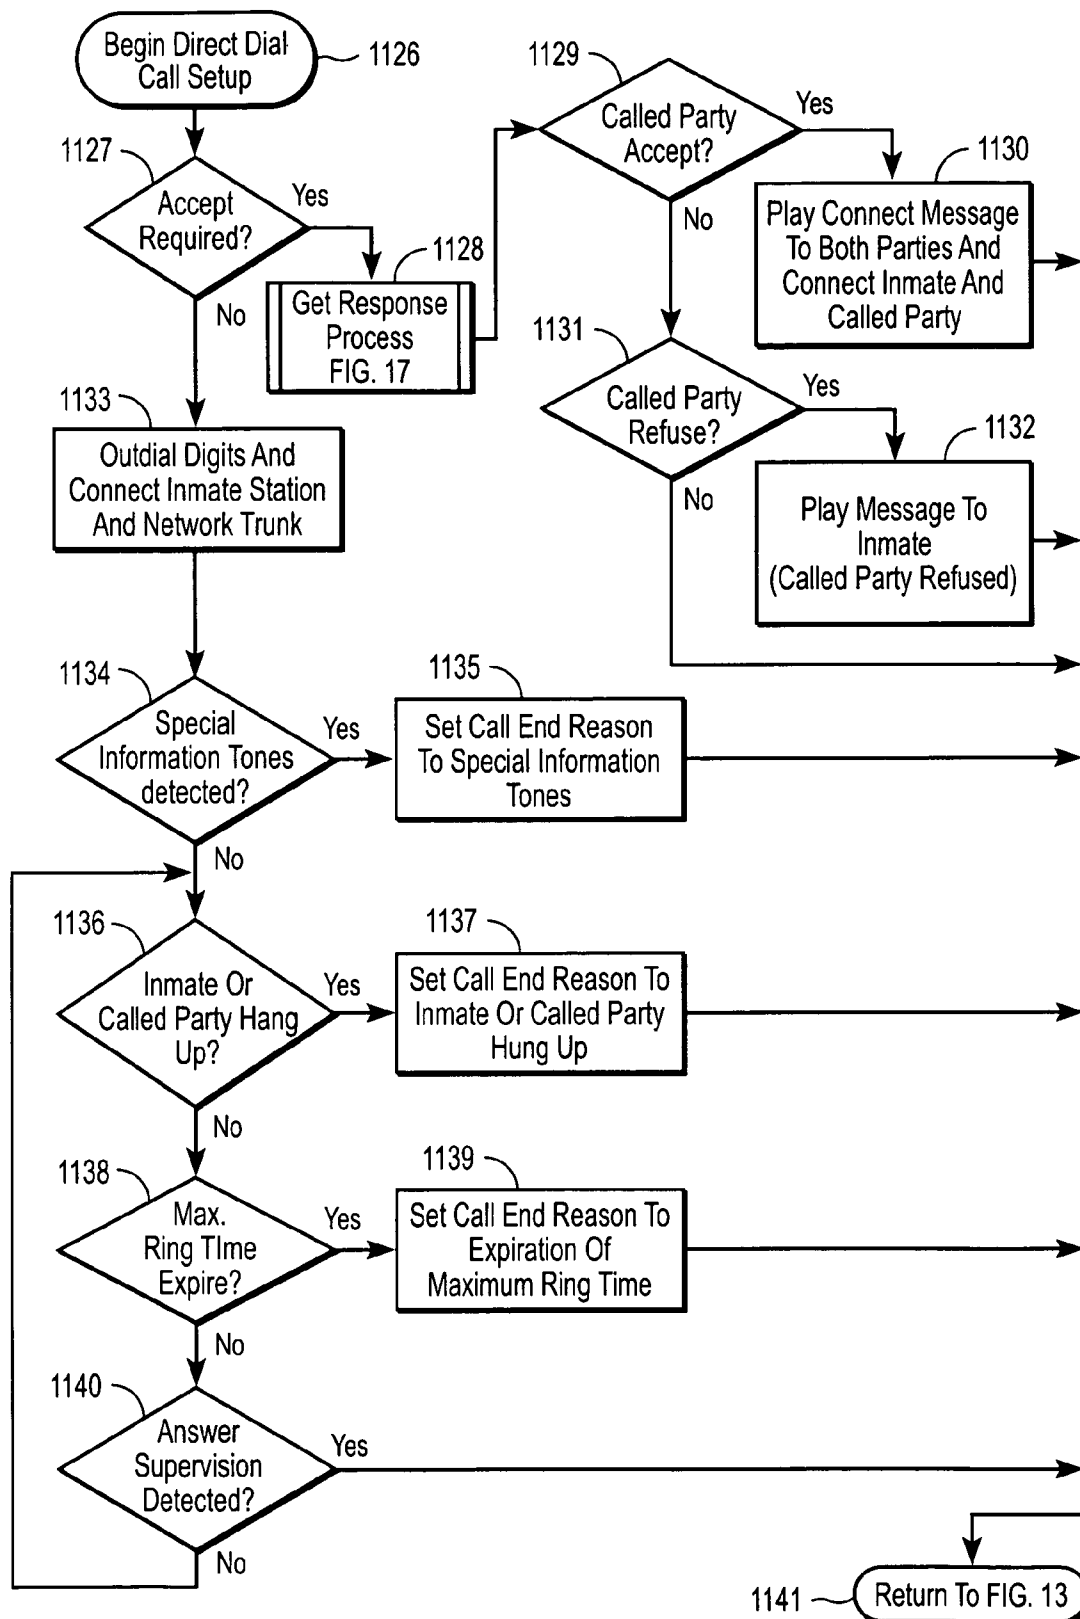 Begin Direct Dial
Call Setup
1126
1127
Accept
Required?
Yes
No
1128
Get Response
Process
FIG. 17
1129
Called Party
Accept?
Yes
No
1130
Play Connect Message
To Both Parties And
Connect Inmate And
Called Party
1131
Called Party
Refuse?
Yes
No
1132
Play Message To
Inmate
(Called Party Refused)
1133
Outdial Digits And
Connect Inmate Station
And Network Trunk
1134
Special
Information Tones
detected?
Yes
No
1135
Set Call End Reason
To Special Information
Tones
1136
Inmate Or
Called Party Hang
Up?
Yes
No
1137
Set Call End Reason To
Inmate Or Called Party
Hung Up
1138
Max.
Ring TIme
Expire?
Yes
No
1139
Set Call End Reason To
Expiration Of
Maximum Ring Time
1140
Answer
Supervision
Detected?
Yes
No
1141
Return To FIG. 13